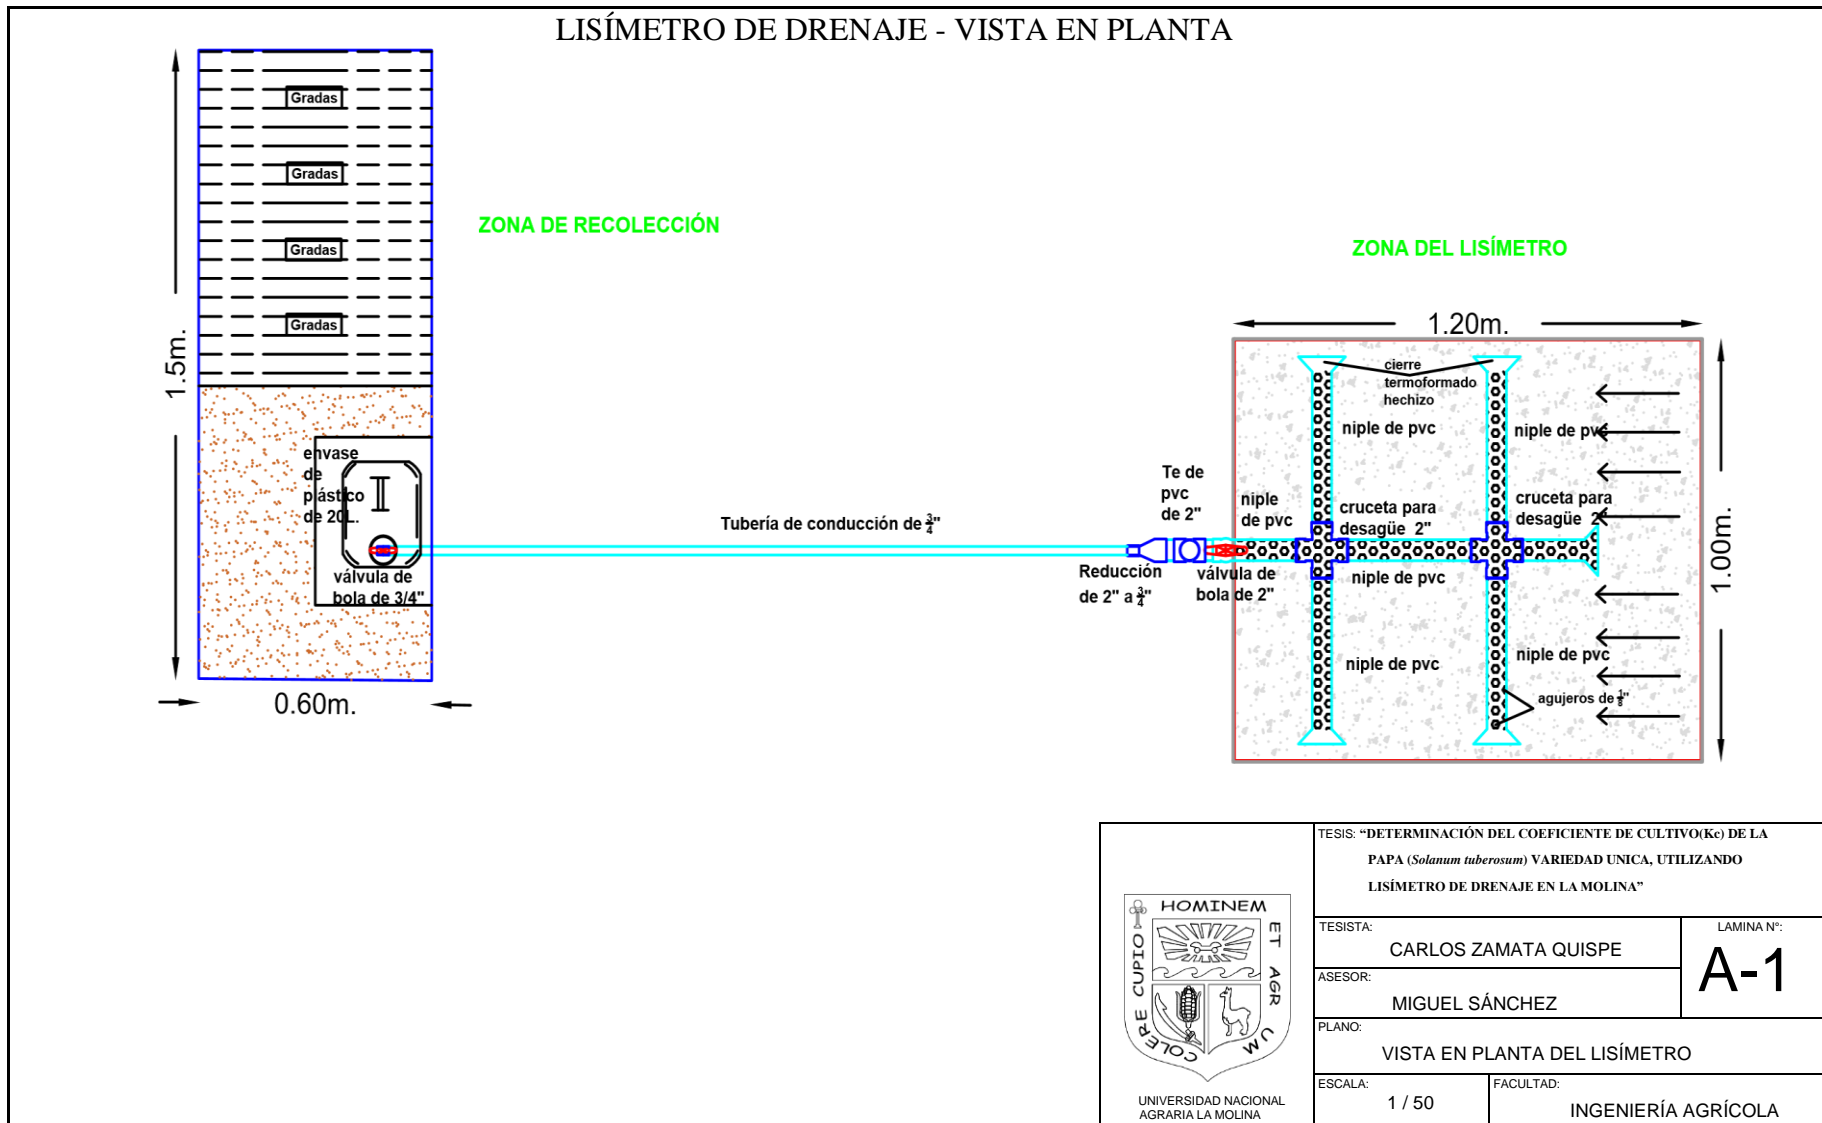 LISÍMETRO DE DRENAJE - VISTA EN PLANTA
Gradas
Gradas
Gradas
Gradas
1.5m.
0.60m.
ZONA DE RECOLECCIÓN
envase
de
plástico
de 20L.
válvula de
bola de 3/4"
Tubería de conducción de 3/4"
ZONA DEL LISÍMETRO
1.20m.
1.00m.
cierre
termoformado
hechizo
niple de pvc
niple de pvc
Te de
pvc
de 2"
niple
de pvc
cruceta para
desagüe 2"
cruceta para
desagüe 2"
Reducción
de 2" a 3/4"
válvula de
bola de 2"
niple de pvc
niple de pvc
niple de pvc
agujeros de 1/8"
HOMINEM
ET AGRUM
COLERE CUPIO
UNIVERSIDAD NACIONAL
AGRARIA LA MOLINA
TESIS: “DETERMINACIÓN DEL COEFICIENTE DE CULTIVO(Kc) DE LA
PAPA (Solanum tuberosum) VARIEDAD UNICA, UTILIZANDO
LISÍMETRO DE DRENAJE EN LA MOLINA”
TESISTA:
CARLOS ZAMATA QUISPE
LAMINA Nº:
A-1
ASESOR:
MIGUEL SÁNCHEZ
PLANO:
VISTA EN PLANTA DEL LISÍMETRO
ESCALA:
1 / 50
FACULTAD:
INGENIERÍA AGRÍCOLA